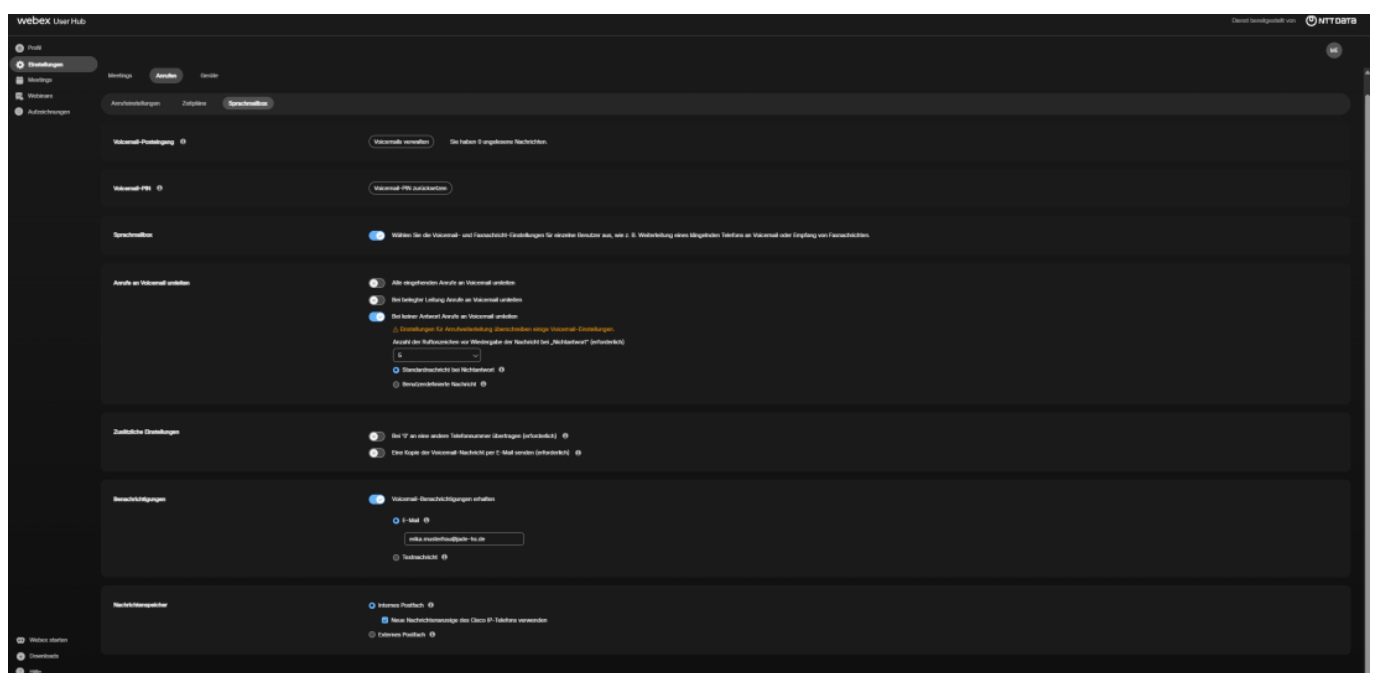 webex User Hub
Dienst bereitgestellt von NTT DATA
Profil
ME
Einstellungen
Meetings Anrufen Geräte
Meetings
Webinare
Anrufeinstellungen Zeitpläne Sprachmailbox
Aufzeichnungen
Voicemail-Posteingang
Voicemails verwalten
Sie haben 0 ungelesene Nachrichten.
Voicemail-PIN
Voicemail-PIN zurücksetzen
Sprachmailbox
Wählen Sie die Voicemail- und Faxnachricht-Einstellungen für einzelne Benutzer aus, wie z. B. Weiterleitung eines klingelnden Telefons an Voicemail oder Empfang von Faxnachrichten.
Anrufe an Voicemail umleiten
Alle eingehenden Anrufe an Voicemail umleiten
Bei belegter Leitung Anrufe an Voicemail umleiten
Bei keiner Antwort Anrufe an Voicemail umleiten
Einstellungen für Anrufweiterleitung überschreiben einige Voicemail-Einstellungen.
Anzahl der Ruftonzeichen vor Wiedergabe der Nachricht bei „Nichtantwort“ (erforderlich)
Standardnachricht bei Nichtantwort
Benutzerdefinierte Nachricht
Zusätzliche Einstellungen
Bei '0' an eine andere Telefonnummer übertragen (erforderlich)
Eine Kopie der Voicemail-Nachricht per E-Mail senden (erforderlich)
Benachrichtigungen
Voicemail-Benachrichtigungen erhalten
E-Mail
Textnachricht
Nachrichtenspeicher
Internes Postfach
Neue Nachrichtenanzeige des Cisco IP-Telefons verwenden
Externes Postfach
Webex starten
Downloads